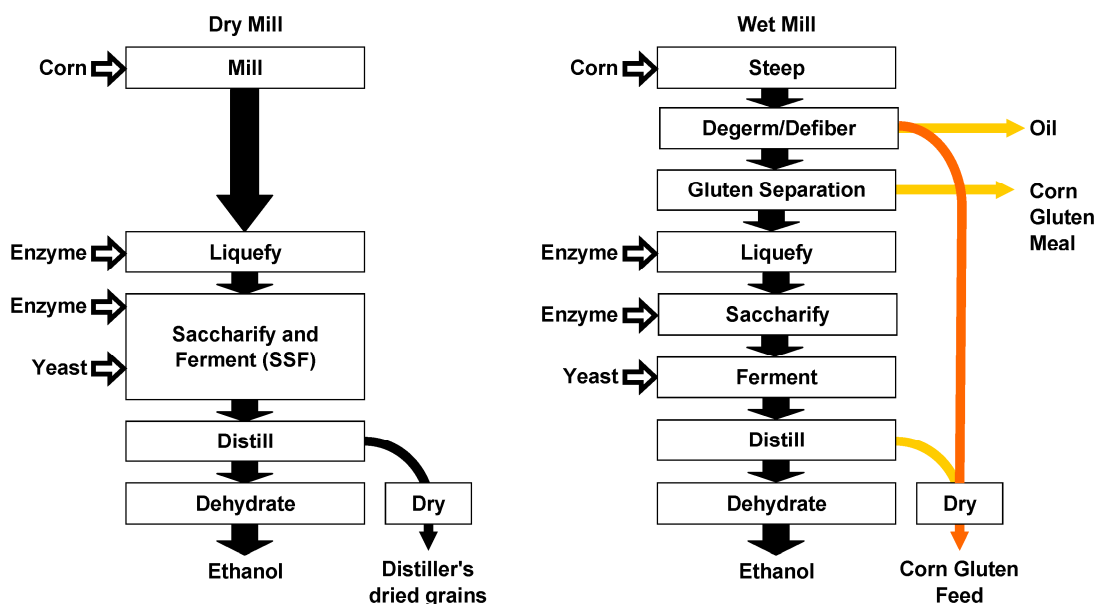 Dry Mill
Corn
Mill
Enzyme
Liquefy
Enzyme
Saccharify and
Ferment (SSF)
Yeast
Distill
Dehydrate
Dry
Ethanol
Distiller's
dried grains
Wet Mill
Corn
Steep
Degerm/Defiber
Oil
Gluten Separation
Corn
Gluten
Meal
Enzyme
Liquefy
Enzyme
Saccharify
Yeast
Ferment
Distill
Dehydrate
Dry
Ethanol
Corn Gluten
Feed